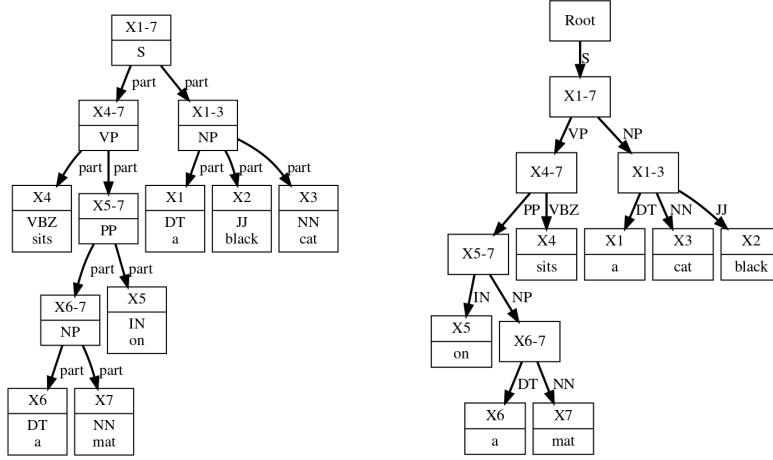 X1-7
S
part
part
X4-7
VP
X1-3
NP
part
part
part
part
part
X4
VBZ
sits
X5-7
PP
X1
DT
a
X2
JJ
black
X3
NN
cat
part
part
X6-7
NP
X5
IN
on
part
part
X6
DT
a
X7
NN
mat
Root
S
X1-7
VP
NP
X4-7
X1-3
PP
VBZ
DT
NN
JJ
X5-7
X4
sits
X1
a
X3
cat
X2
black
IN
NP
X5
on
X6-7
DT
NN
X6
a
X7
mat